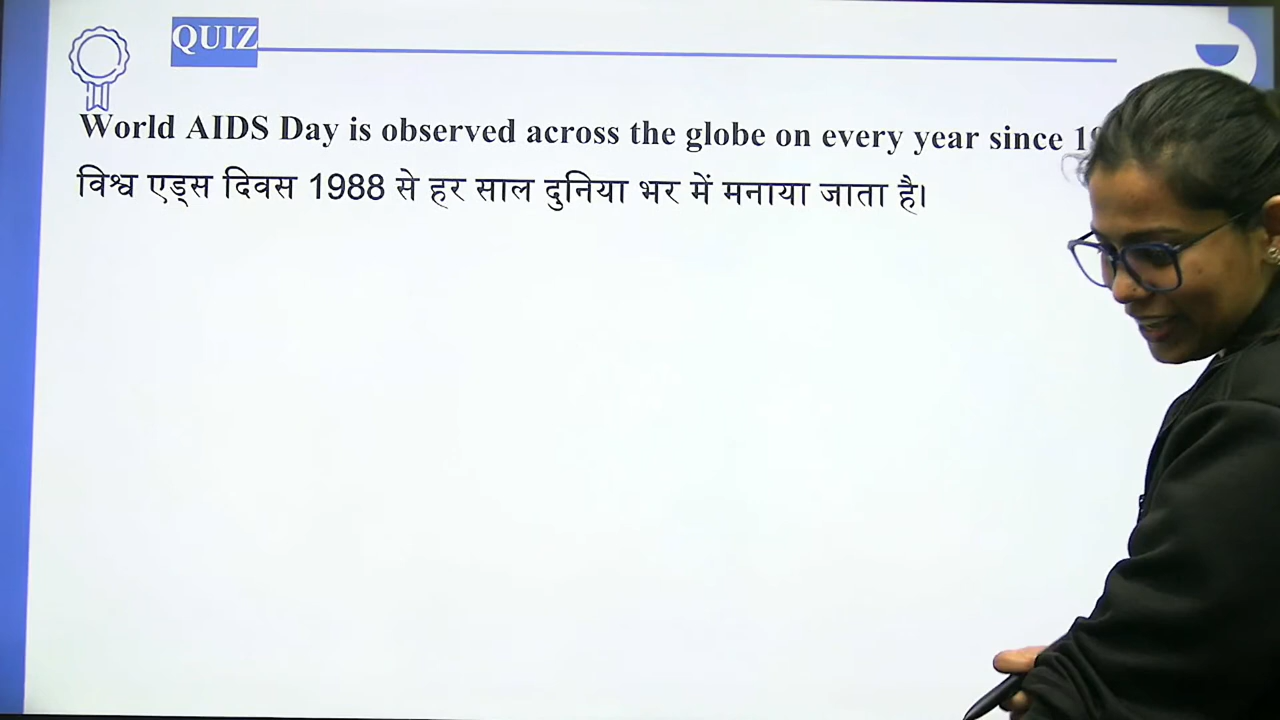 QUIZ
World AIDS Day is observed across the globe on every year since
विश्व एड्स दिवस 1988 से हर साल दुनिया भर में मनाया जाता है।